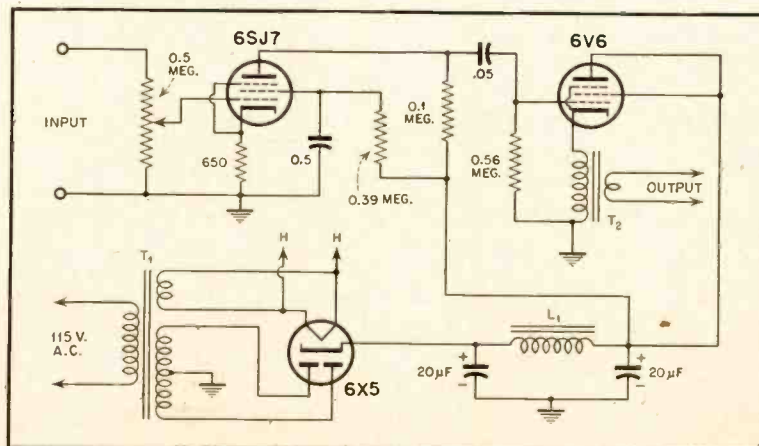 6SJ7
6V6
0.5
MEG.
.05
INPUT
0.1
MEG.
650
0.5
0.39 MEG.
0.56
MEG.
OUTPUT
T2
H H
T1
115 V.
A.C.
6X5
L1
+
20µF
−
+
20µF
−